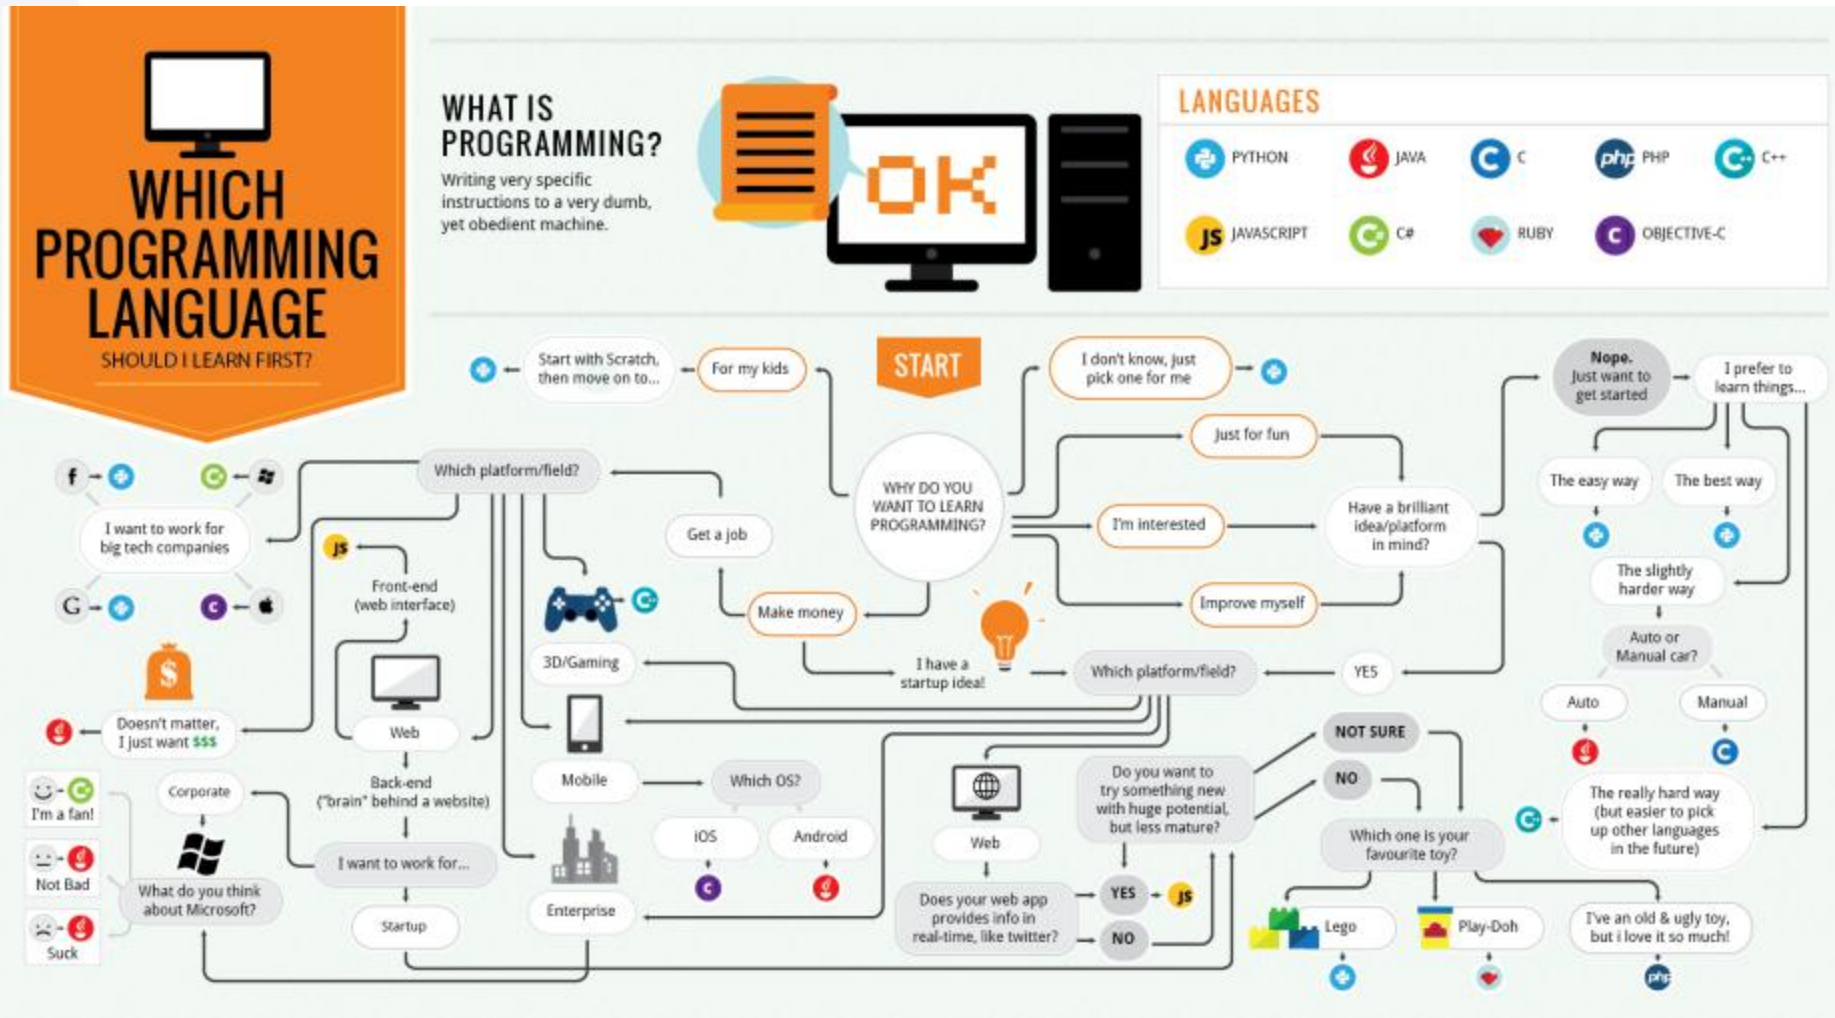 WHICH
PROGRAMMING
LANGUAGE
SHOULD I LEARN FIRST?
WHAT IS
PROGRAMMING?
Writing very specific
instructions to a very dumb,
yet obedient machine.
OK
LANGUAGES
PYTHON
JAVA
C
C
php PHP
C++
JS JAVASCRIPT
C#
RUBY
C
OBJECTIVE-C
START
Start with Scratch,
then move on to...
For my kids
I don't know, just
pick one for me
Nope.
Just want to
get started
I prefer to
learn things...
Just for fun
Which platform/field?
WHY DO YOU
WANT TO LEARN
PROGRAMMING?
Have a brilliant
idea/platform
in mind?
The easy way
The best way
f
I want to work for
big tech companies
G
C
JS
Front-end
(web interface)
Get a job
I'm interested
The slightly
harder way
Make money
Improve myself
Auto or
Manual car?
3D/Gaming
I have a
startup idea!
Which platform/field?
YES
Auto
Manual
C
$
Doesn't matter,
I just want $$$
Web
NOT SURE
NO
Mobile
Which OS?
Do you want to
try something new
with huge potential,
but less mature?
I'm a fan!
Corporate
Back-end
("brain" behind a website)
The really hard way
(but easier to pick
up other languages
in the future)
iOS
Android
C
Web
Which one is your
favourite toy?
I want to work for...
Not Bad
What do you think
about Microsoft?
Does your web app
provides info in
real-time, like twitter?
YES
JS
NO
Enterprise
Startup
Suck
Lego
Play-Doh
I've an old & ugly toy,
but i love it so much!
php